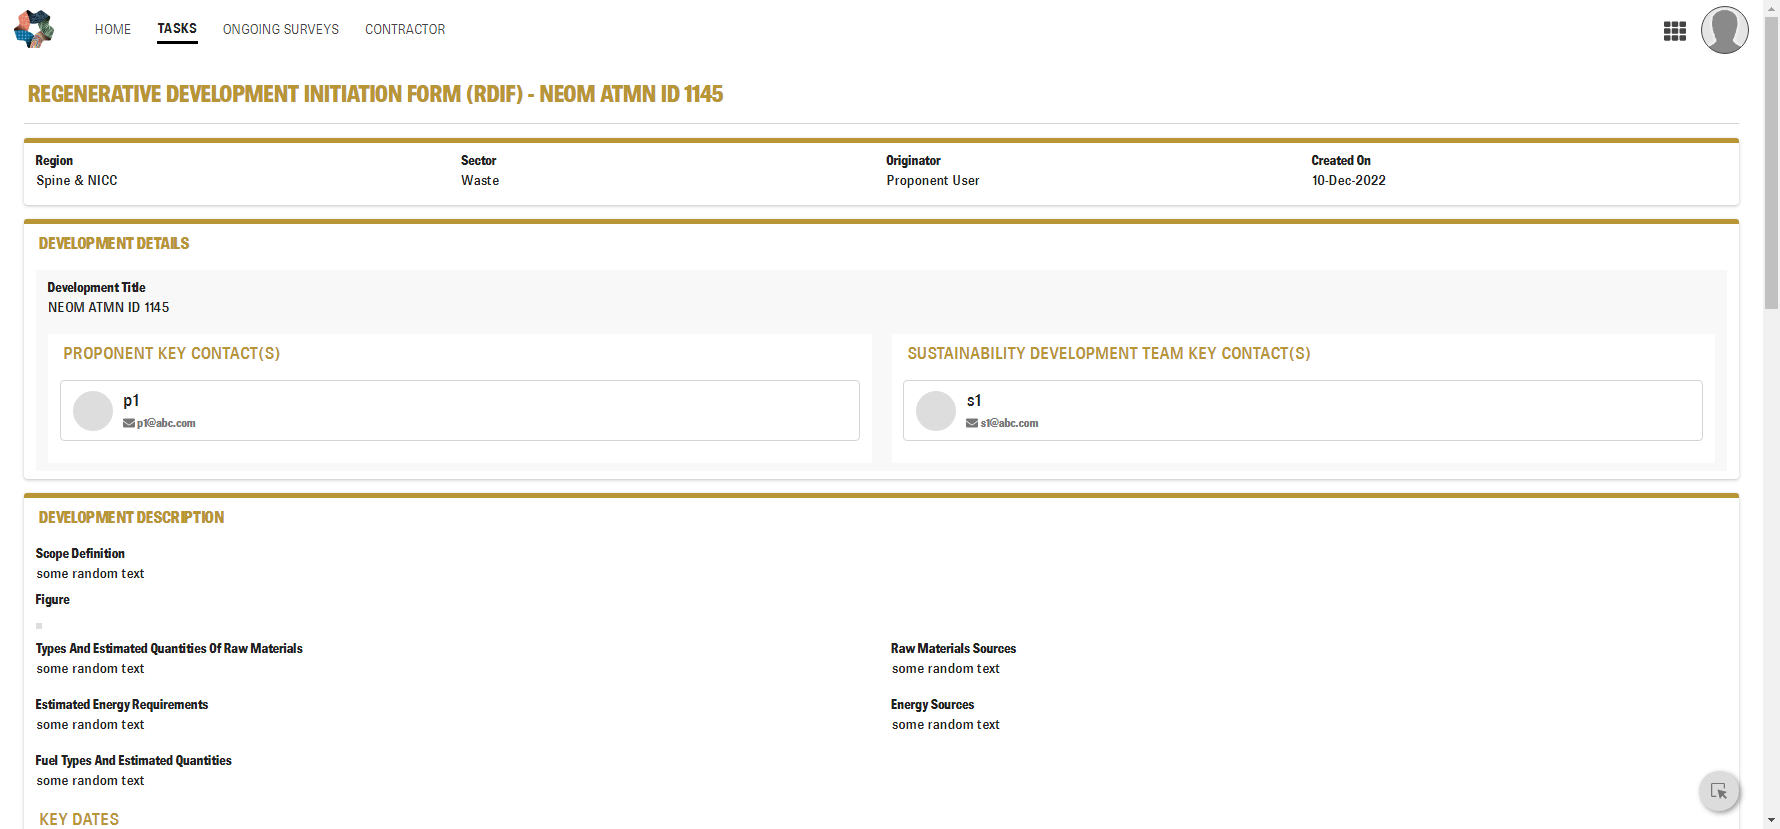 HOME TASKS ONGOING SURVEYS CONTRACTOR
REGENERATIVE DEVELOPMENT INITIATION FORM (RDIF) - NEOM ATMN ID 1145
Region Sector Originator Created On
Spine & NICC Waste Proponent User 10-Dec-2022
DEVELOPMENT DETAILS
Development Title
NEOM ATMN ID 1145
PROPONENT KEY CONTACT(S) SUSTAINABILITY DEVELOPMENT TEAM KEY CONTACT(S)
p1 s1
p1@abc.com s1@abc.com
DEVELOPMENT DESCRIPTION
Scope Definition
some random text
Figure
Types And Estimated Quantities Of Raw Materials Raw Materials Sources
some random text some random text
Estimated Energy Requirements Energy Sources
some random text some random text
Fuel Types And Estimated Quantities
some random text
KEY DATES